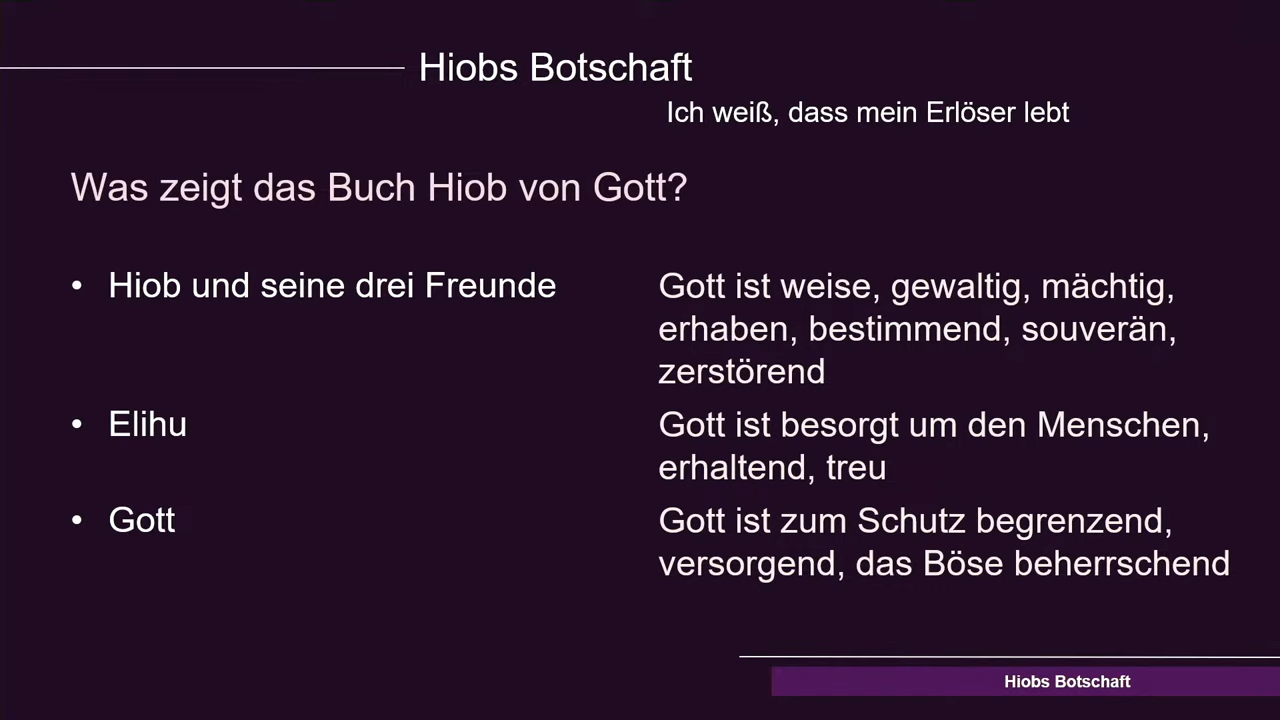 Hiobs Botschaft
Ich weiß, dass mein Erlöser lebt
Was zeigt das Buch Hiob von Gott?
• Hiob und seine drei Freunde
Gott ist weise, gewaltig, mächtig,
erhaben, bestimmend, souverän,
zerstörend
• Elihu
Gott ist besorgt um den Menschen,
erhaltend, treu
• Gott
Gott ist zum Schutz begrenzend,
versorgend, das Böse beherrschend
Hiobs Botschaft